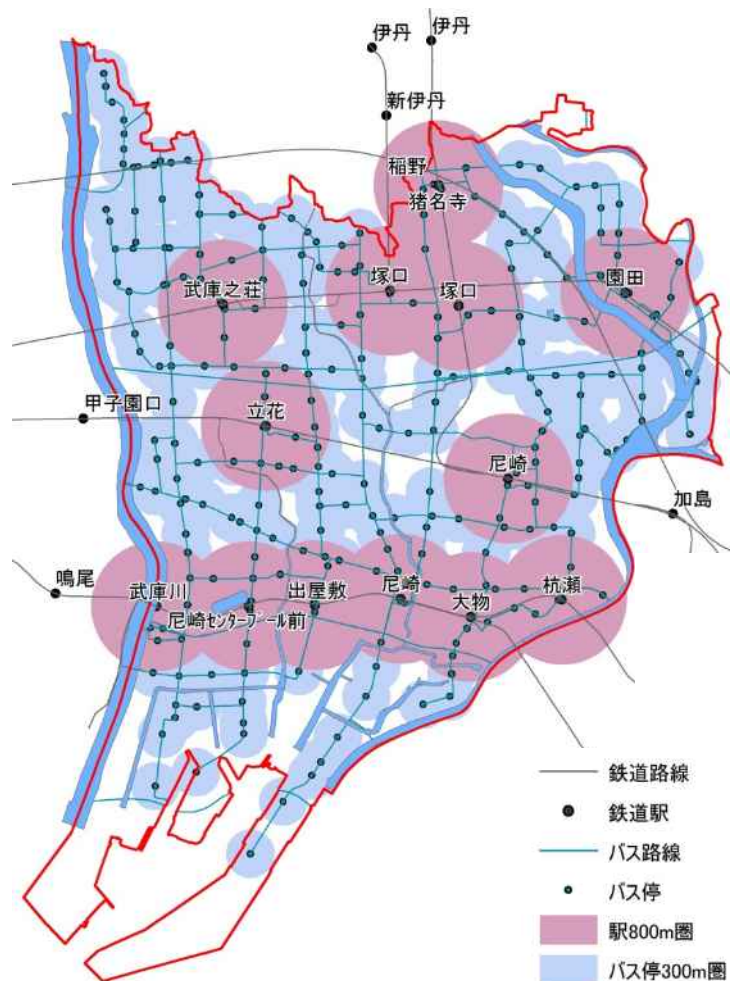 伊丹
伊丹
新伊丹
稲野
猪名寺
武庫之荘
塚口
塚口
園田
甲子園口
立花
尼崎
加島
鳴尾
武庫川
尼崎センタープール前
出屋敷
尼崎
大物
杭瀬
鉄道路線
鉄道駅
バス路線
バス停
駅800m圏
バス停300m圏